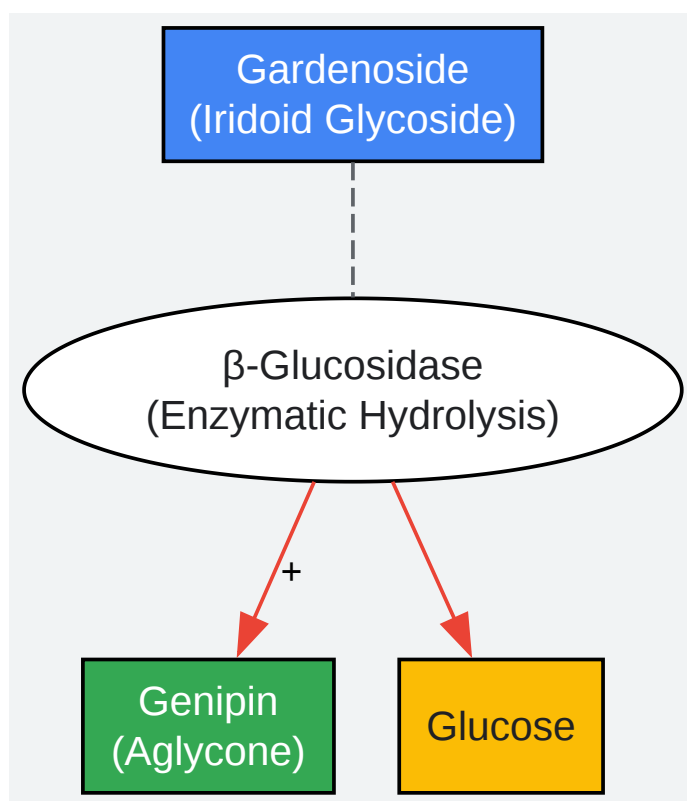 Gardenoside
(Iridoid Glycoside)
β-Glucosidase
(Enzymatic Hydrolysis)
+
Genipin
(Aglycone)
Glucose